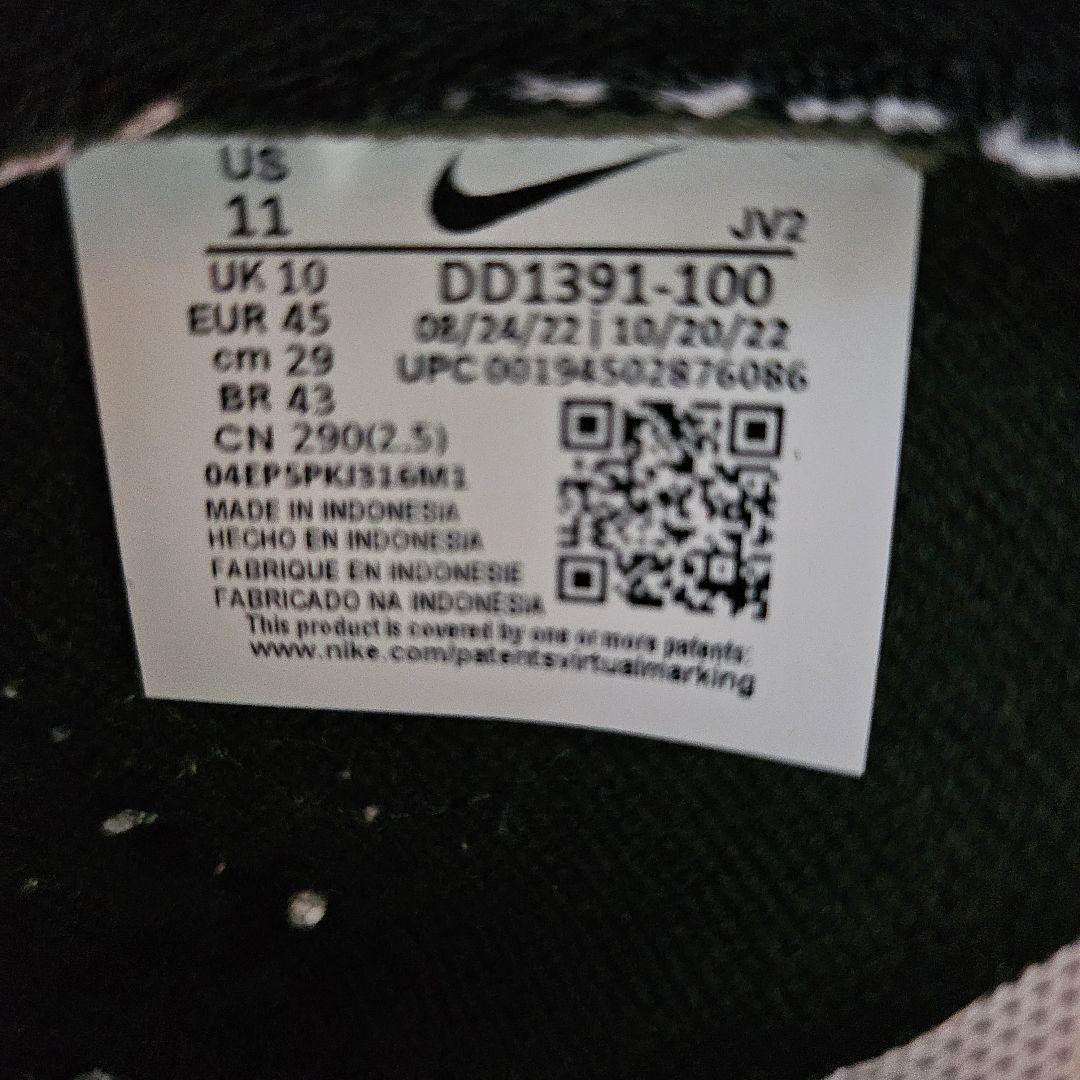 US
11
JV2
UK 10
DD1391-100
EUR 45
08/24/22 | 10/20/22
cm 29
UPC 00194502876086
BR 43
CN 290(2.5)
04EP5PKJ316M1
MADE IN INDONESIA
HECHO EN INDONESIA
FABRIQUE EN INDONESIE
FABRICADO NA INDONESIA
This product is covered by one or more patents:
www.nike.com/patentsvirtualmarking